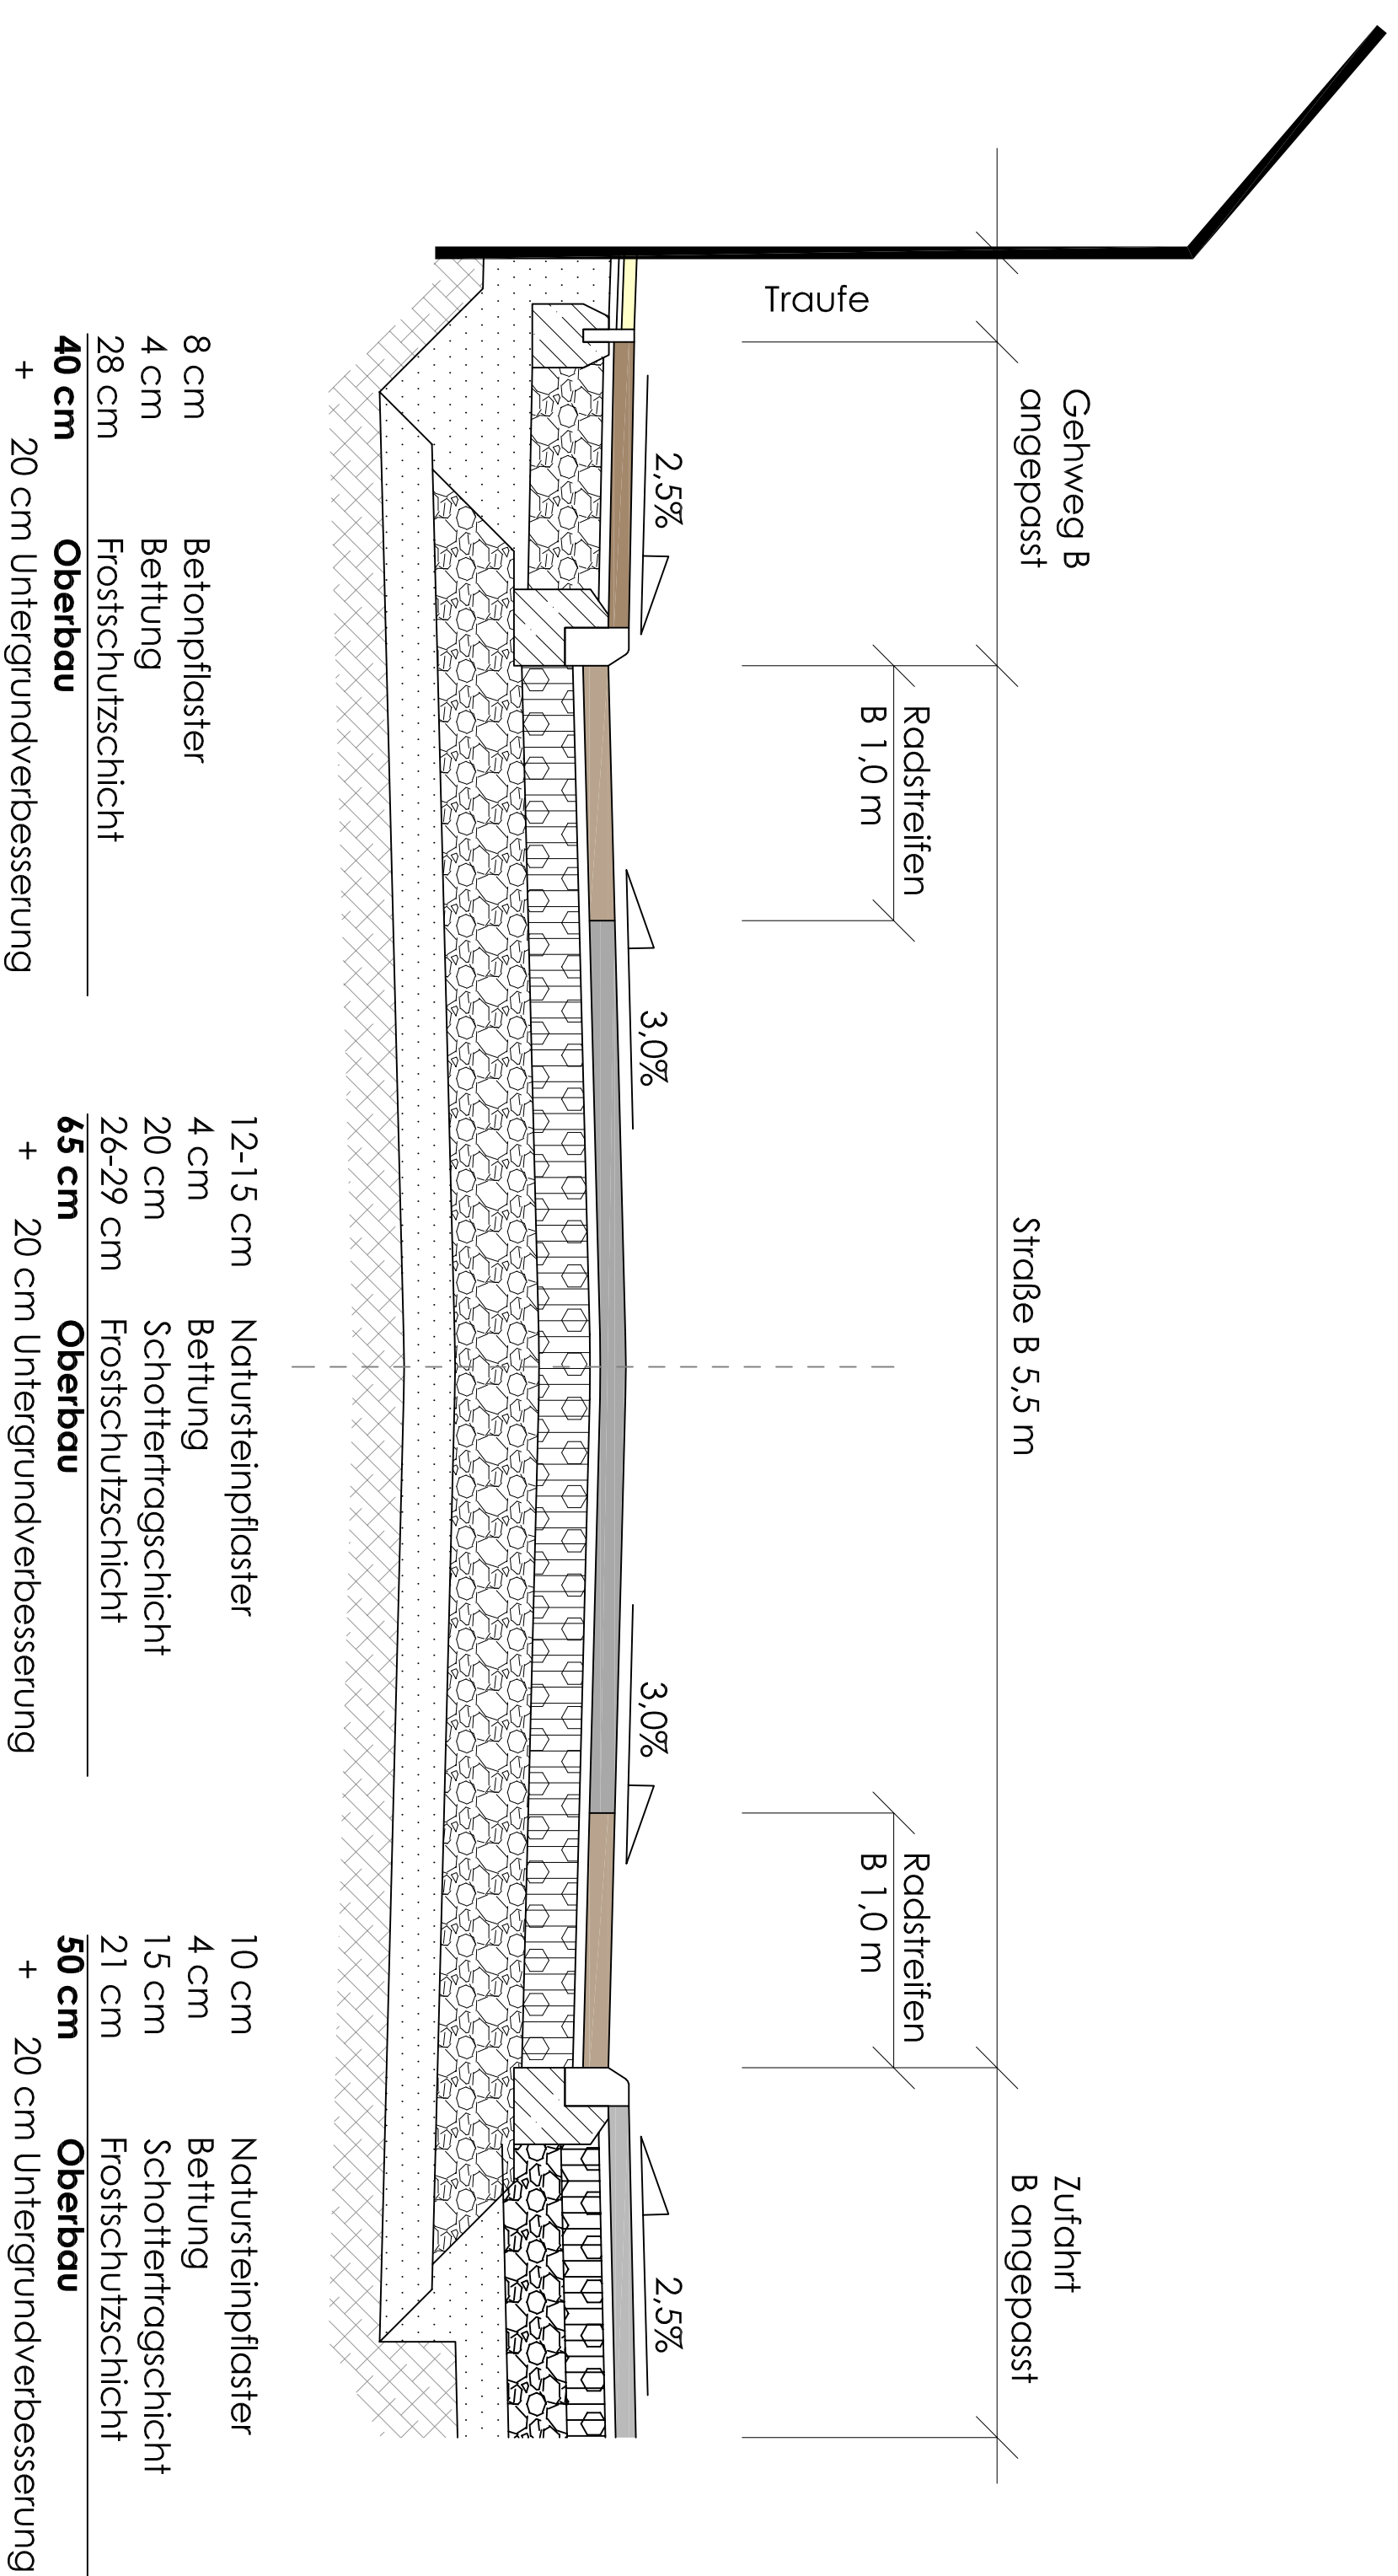 Gehweg B
angepasst
Straße B 5,5 m
Zufahrt
B angepasst
Radstreifen
B 1,0 m
Radstreifen
B 1,0 m
Traufe
2,5%
3,0%
3,0%
2,5%
8 cm Betonpflaster
4 cm Bettung
28 cm Frostschutzschicht
40 cm Oberbau
+ 20 cm Untergrundverbesserung
12-15 cm Natursteinpflaster
4 cm Bettung
20 cm Schottertragschicht
26-29 cm Frostschutzschicht
65 cm Oberbau
+ 20 cm Untergrundverbesserung
10 cm Natursteinpflaster
4 cm Bettung
15 cm Schottertragschicht
21 cm Frostschutzschicht
50 cm Oberbau
+ 20 cm Untergrundverbesserung